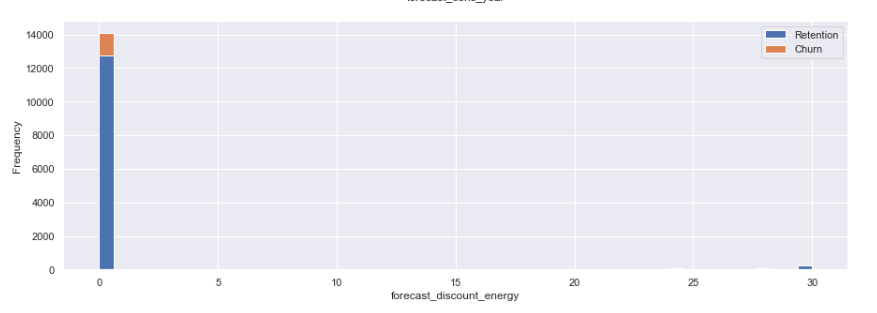 forecast_cons_year
14000
12000
10000
8000
6000
4000
2000
0
Frequency
Retention
Churn
0 5 10 15 20 25 30
forecast_discount_energy